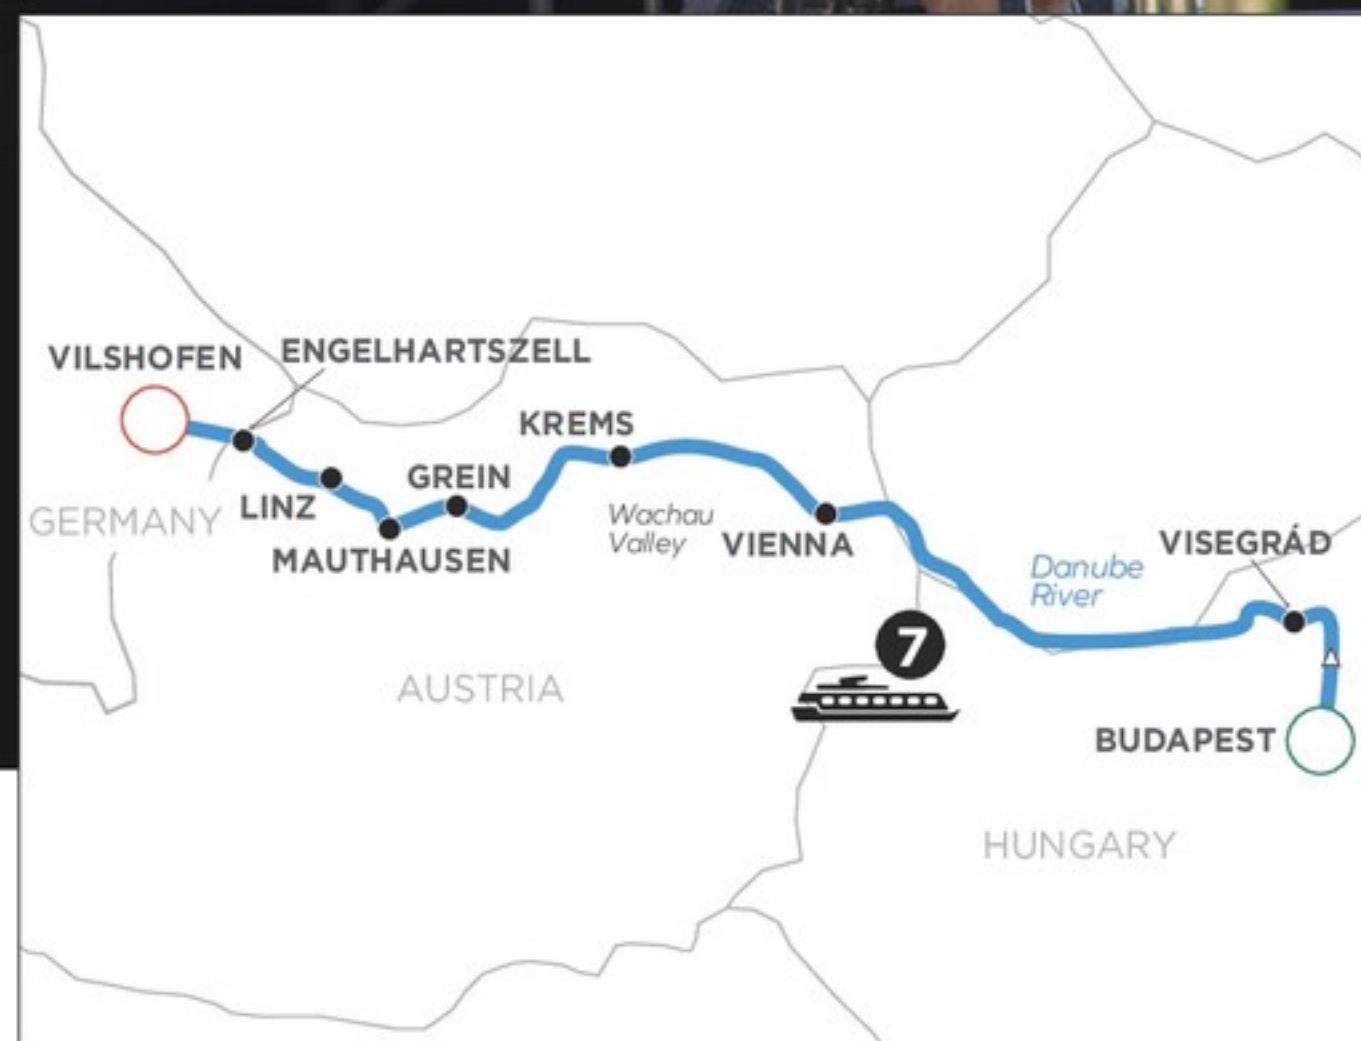 VILSHOFEN
ENGELHARTSZELL
KREMS
GREIN
LINZ
GERMANY
MAUTHAUSEN
Wachau
Valley
VIENNA
VISEGRÁD
Danube
River
7
AUSTRIA
BUDAPEST
HUNGARY